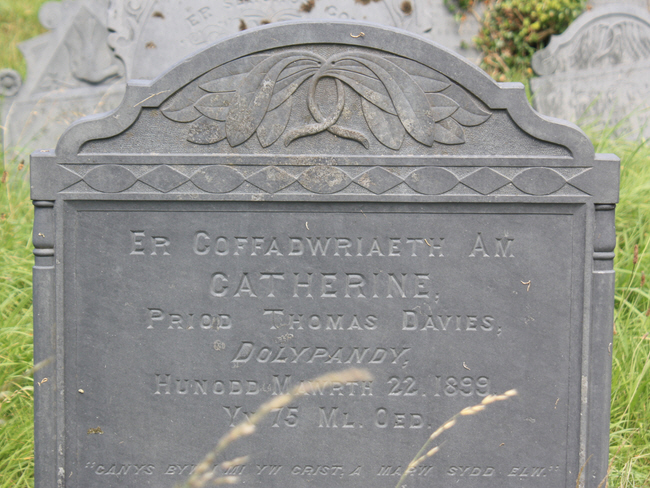 ER COFFADWRIAETH AM
CATHERINE,
PRIOD THOMAS DAVIES,
DOLYPANDY,
HUNODD MAWRTH 22, 1899
YN 75 ML. OED.
"CANYS BYW I MI YW CRIST, A MARW SYDD ELW."